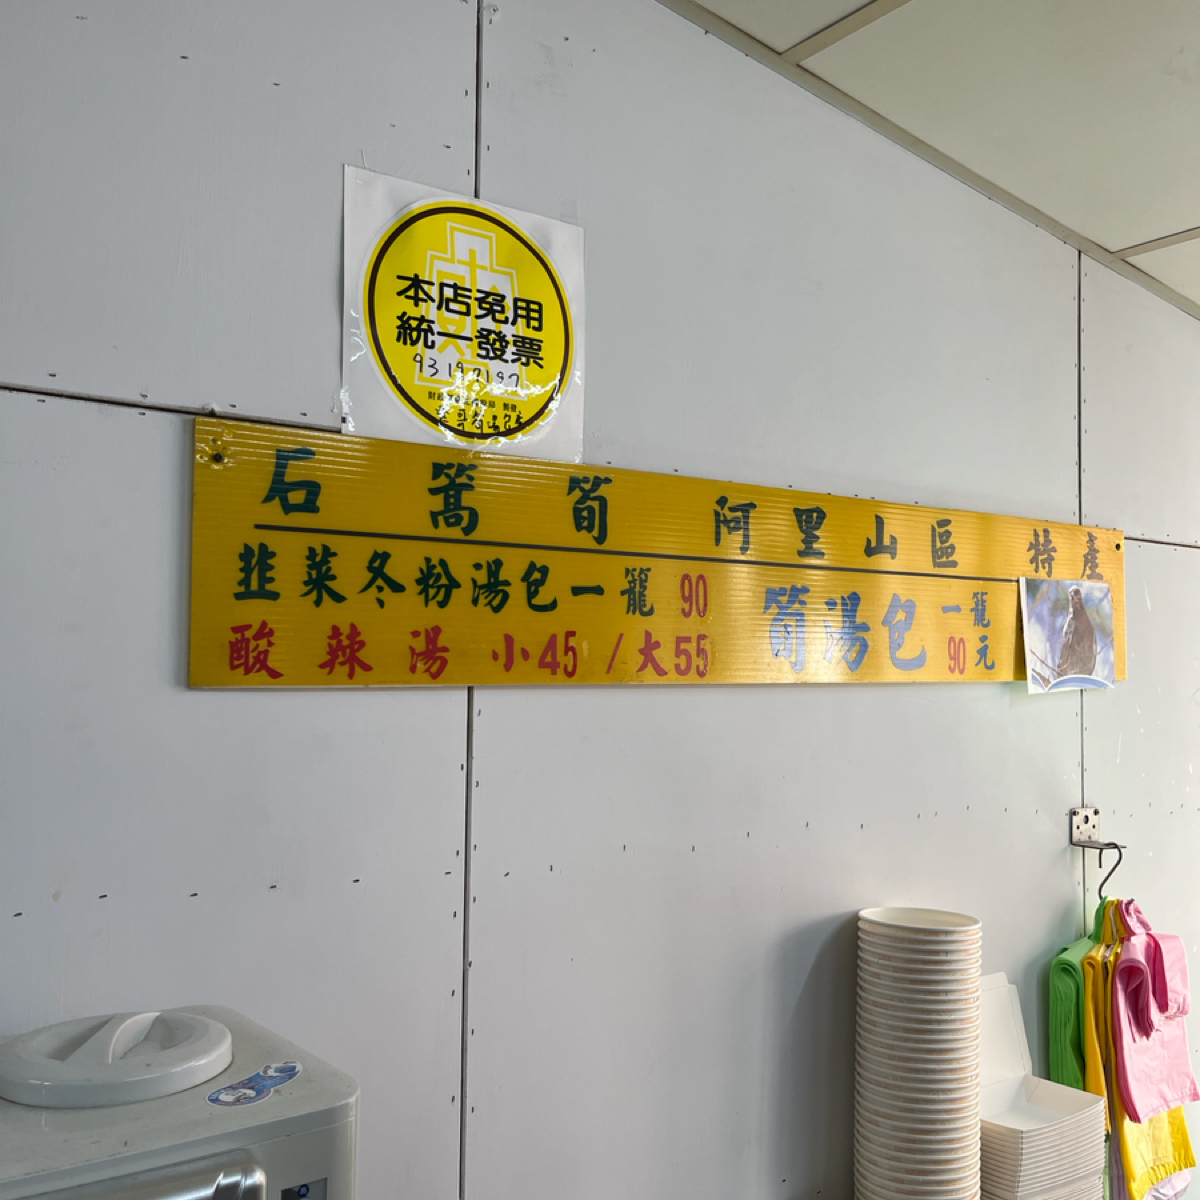 本店免用
統一發票
石篙筍 阿里山區 特產
韭菜冬粉湯包一籠 90
酸辣湯 小45/大55
筍湯包 一籠 90元